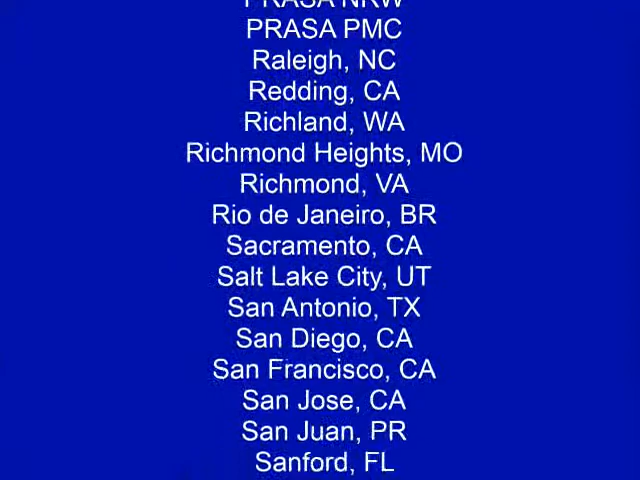 PRASA NRW
PRASA PMC
Raleigh, NC
Redding, CA
Richland, WA
Richmond Heights, MO
Richmond, VA
Rio de Janeiro, BR
Sacramento, CA
Salt Lake City, UT
San Antonio, TX
San Diego, CA
San Francisco, CA
San Jose, CA
San Juan, PR
Sanford, FL